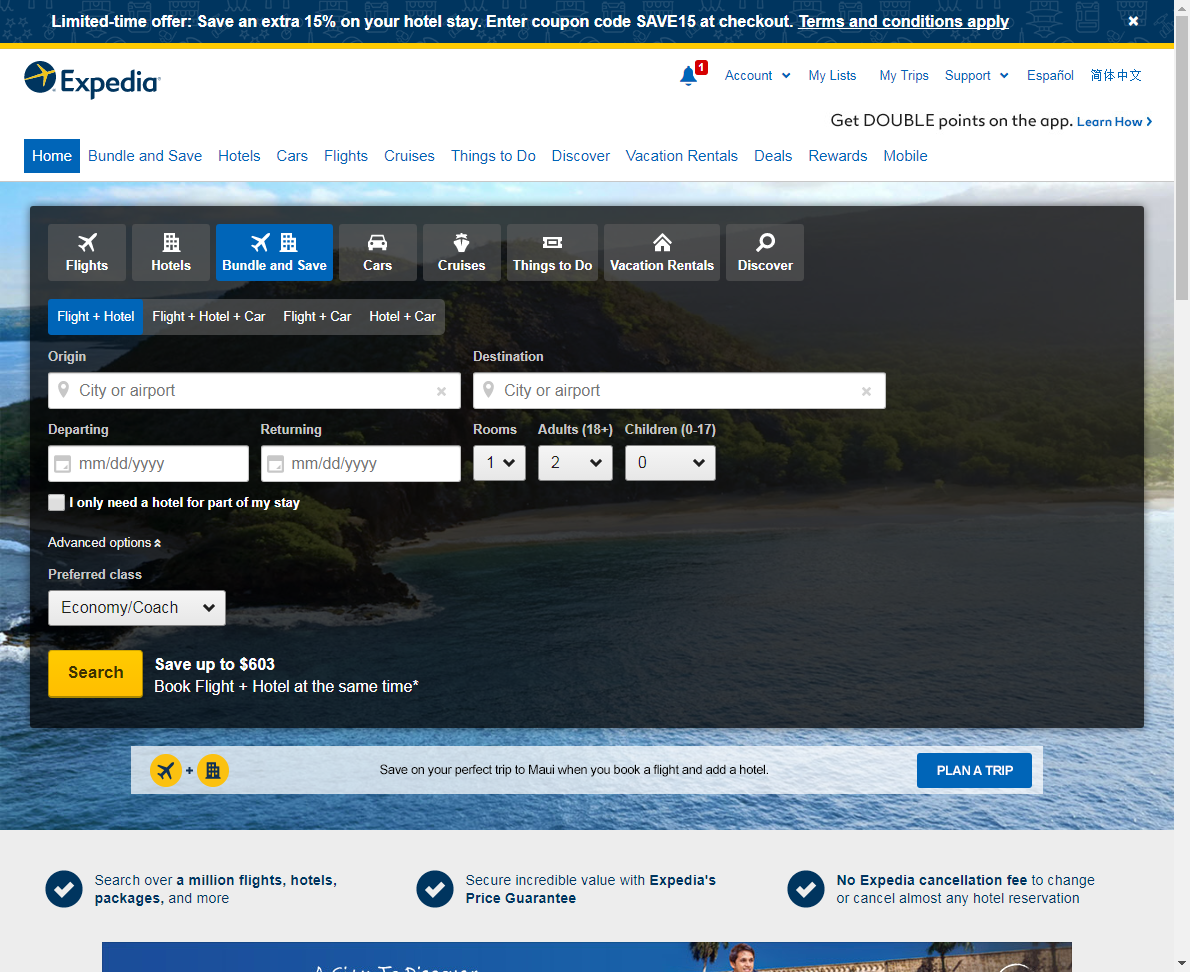 Limited-time offer: Save an extra 15% on your hotel stay. Enter coupon code SAVE15 at checkout. Terms and conditions apply
Expedia
1
Account
My Lists
My Trips
Support
Español
简体中文
Get DOUBLE points on the app. Learn How
Home
Bundle and Save
Hotels
Cars
Flights
Cruises
Things to Do
Discover
Vacation Rentals
Deals
Rewards
Mobile
Flights
Hotels
Bundle and Save
Cars
Cruises
Things to Do
Vacation Rentals
Discover
Flight + Hotel
Flight + Hotel + Car
Flight + Car
Hotel + Car
Origin
Destination
City or airport
City or airport
Departing
Returning
Rooms
Adults (18+)
Children (0-17)
mm/dd/yyyy
mm/dd/yyyy
1
2
0
I only need a hotel for part of my stay
Advanced options
Preferred class
Economy/Coach
Search
Save up to $603
Book Flight + Hotel at the same time*
Save on your perfect trip to Maui when you book a flight and add a hotel.
PLAN A TRIP
Search over a million flights, hotels,
packages, and more
Secure incredible value with Expedia's
Price Guarantee
No Expedia cancellation fee to change
or cancel almost any hotel reservation